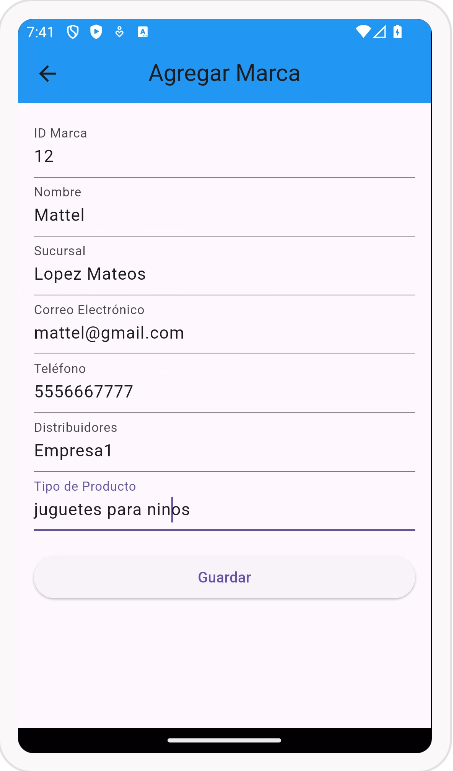 7:41
Agregar Marca
ID Marca
12
Nombre
Mattel
Sucursal
Lopez Mateos
Correo Electrónico
mattel@gmail.com
Teléfono
5556667777
Distribuidores
Empresa1
Tipo de Producto
juguetes para ninos
Guardar